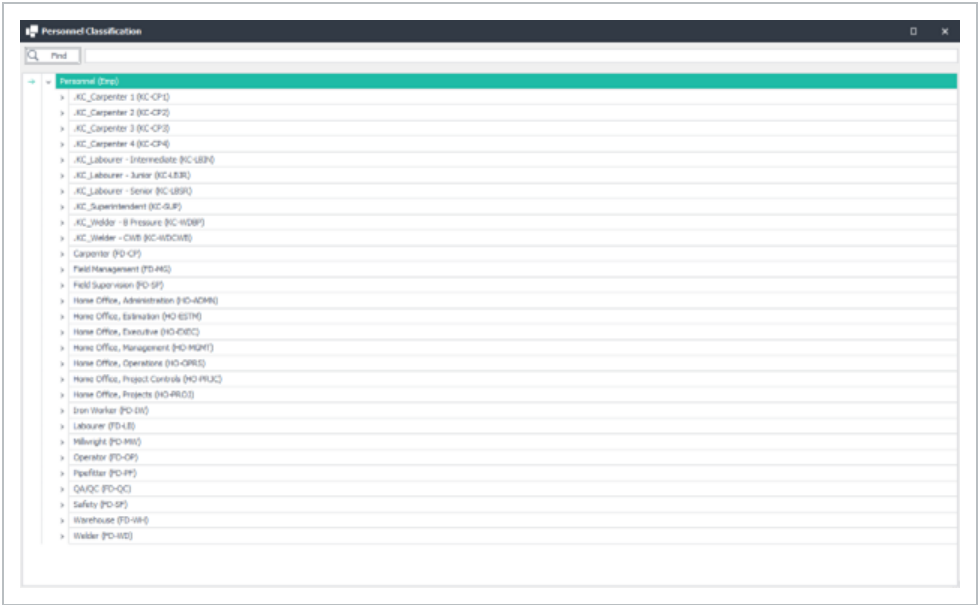 Personnel Classification
Find
Personnel (Emp)
.KC_Carpenter 1 (KC-CP1)
.KC_Carpenter 2 (KC-CP2)
.KC_Carpenter 3 (KC-CP3)
.KC_Carpenter 4 (KC-CP4)
.KC_Labourer - Intermediate (KC-LBIN)
.KC_Labourer - Junior (KC-LBJR)
.KC_Labourer - Senior (KC-LBSR)
.KC_Superintendent (KC-SUP)
.KC_Welder - B Pressure (KC-WDBP)
.KC_Welder - CWB (KC-WDCWB)
Carpenter (FD-CP)
Field Management (FD-MG)
Field Supervision (FD-SP)
Home Office, Administration (HO-ADMN)
Home Office, Estimation (HO-ESTM)
Home Office, Executive (HO-EXEC)
Home Office, Management (HO-MGMT)
Home Office, Operations (HO-OPRS)
Home Office, Project Controls (HO-PRJC)
Home Office, Projects (HO-PROJ)
Iron Worker (FD-IW)
Labourer (FD-LB)
Millwright (FD-MW)
Operator (FD-OP)
Pipefitter (FD-PF)
QA/QC (FD-QC)
Safety (FD-SF)
Warehouse (FD-WH)
Welder (FD-WD)